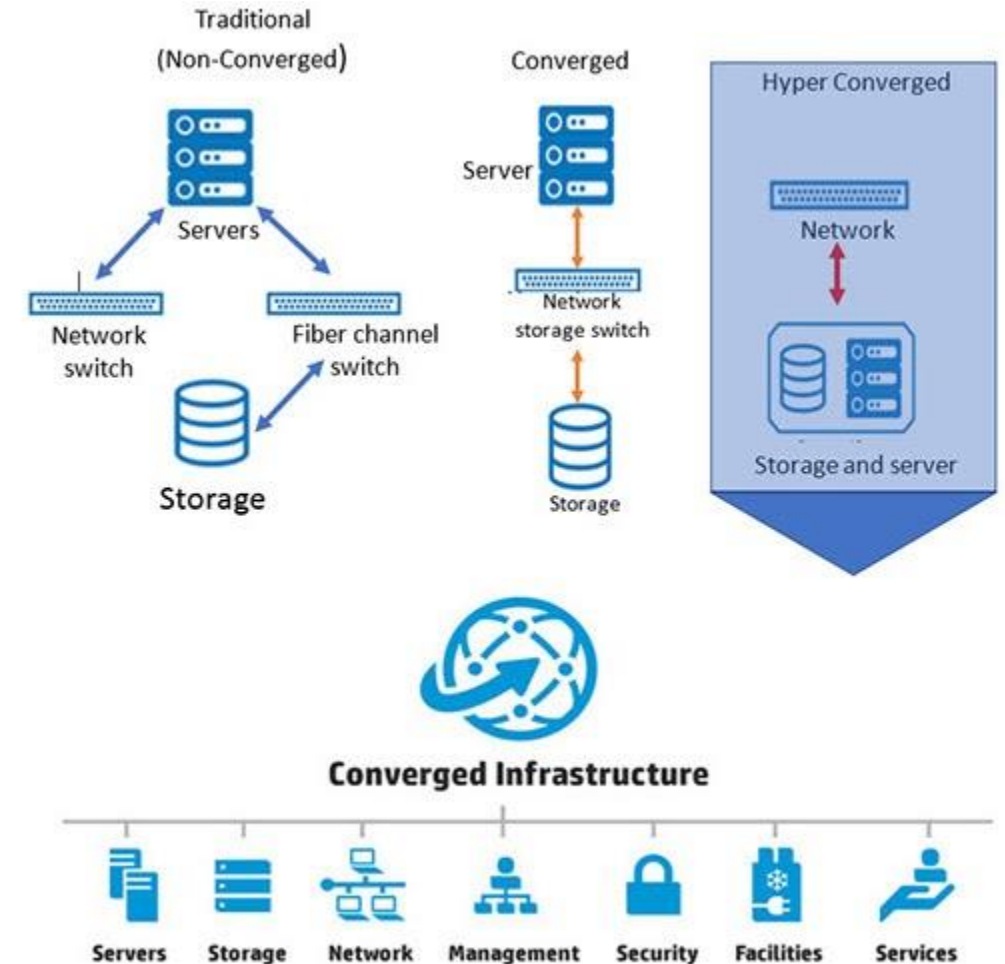 Traditional
(Non-Converged)
Servers
Network
switch
Fiber channel
switch
Storage
Converged
Server
Network
storage switch
Storage
Hyper Converged
Network
Storage and server
Converged Infrastructure
Servers Storage Network Management Security Facilities Services